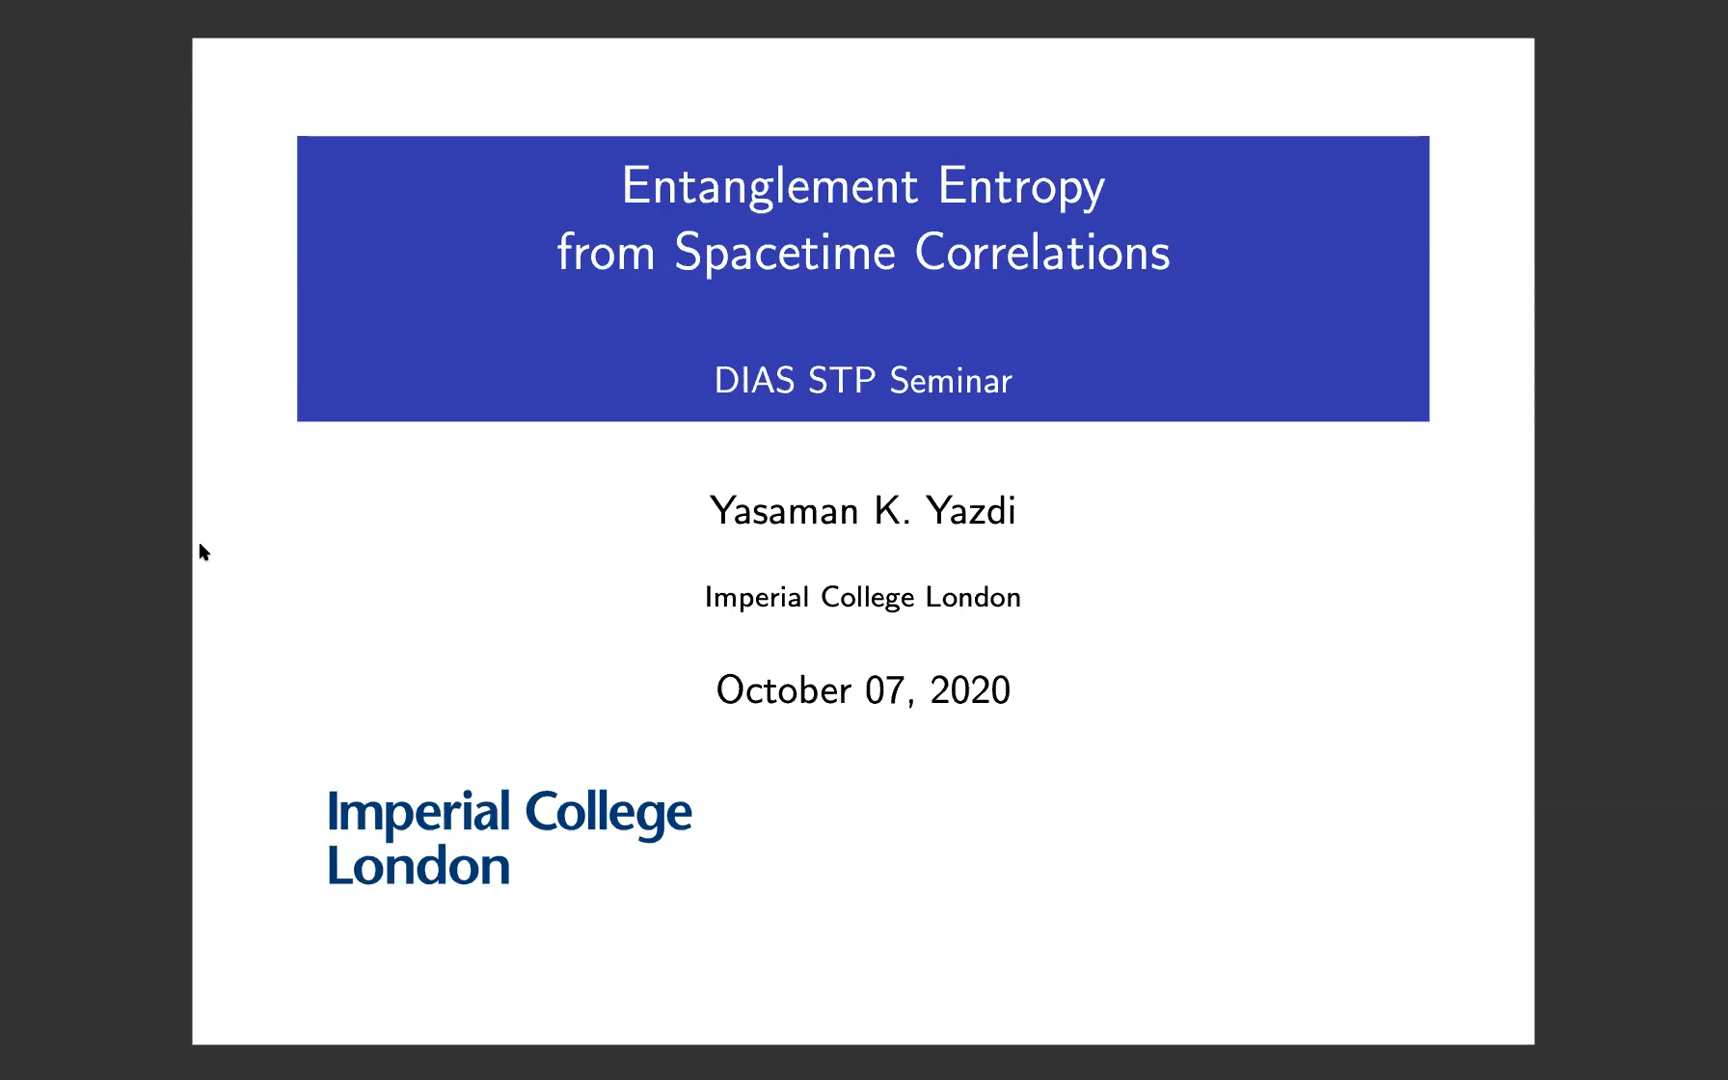 Entanglement Entropy
from Spacetime Correlations
DIAS STP Seminar
Yasaman K. Yazdi
Imperial College London
October 07, 2020
Imperial College
London